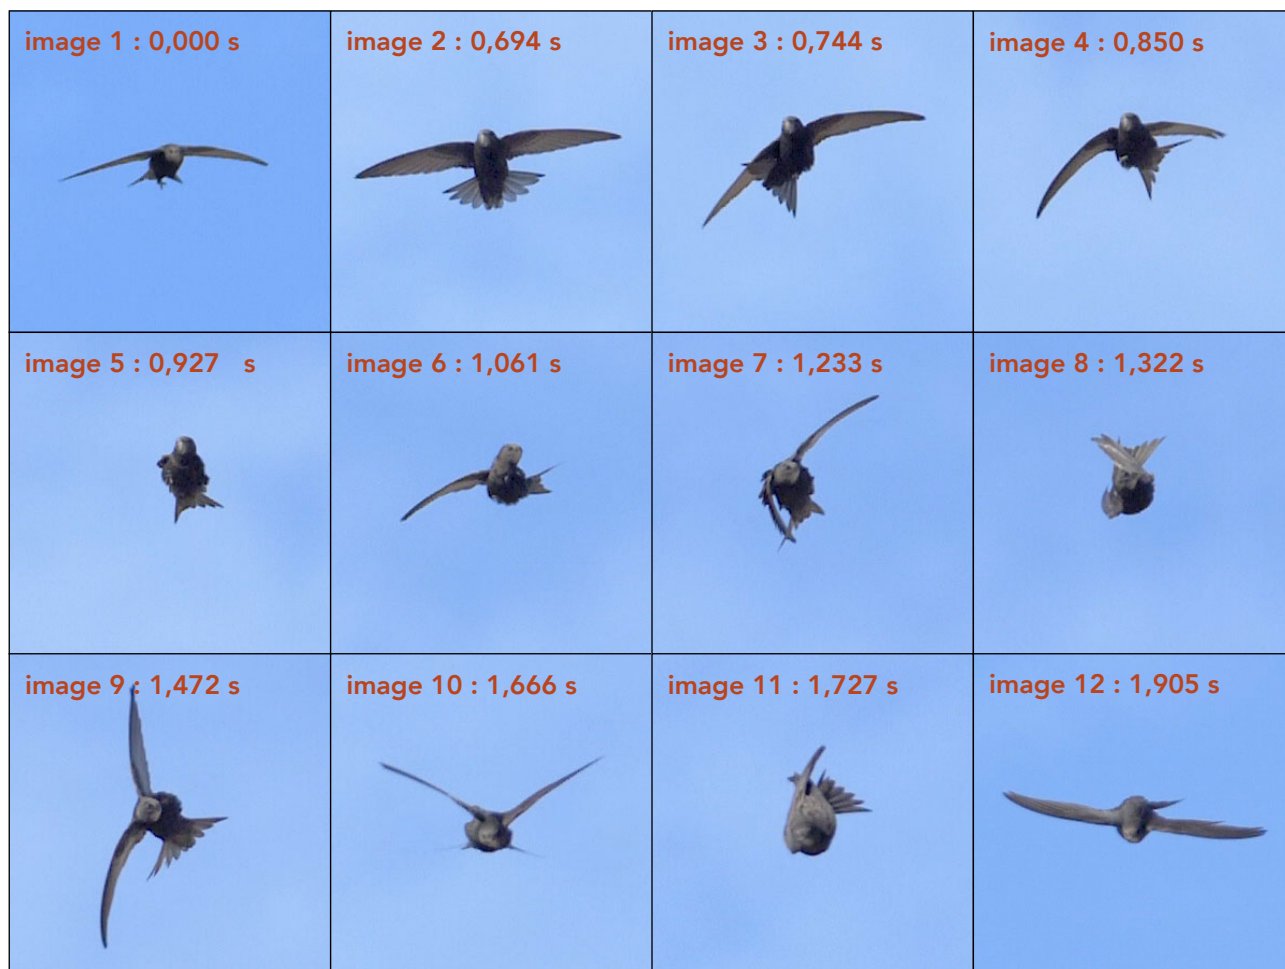 image 1 : 0,000 s
image 2 : 0,694 s
image 3 : 0,744 s
image 4 : 0,850 s
image 5 : 0,927 s
image 6 : 1,061 s
image 7 : 1,233 s
image 8 : 1,322 s
image 9 : 1,472 s
image 10 : 1,666 s
image 11 : 1,727 s
image 12 : 1,905 s